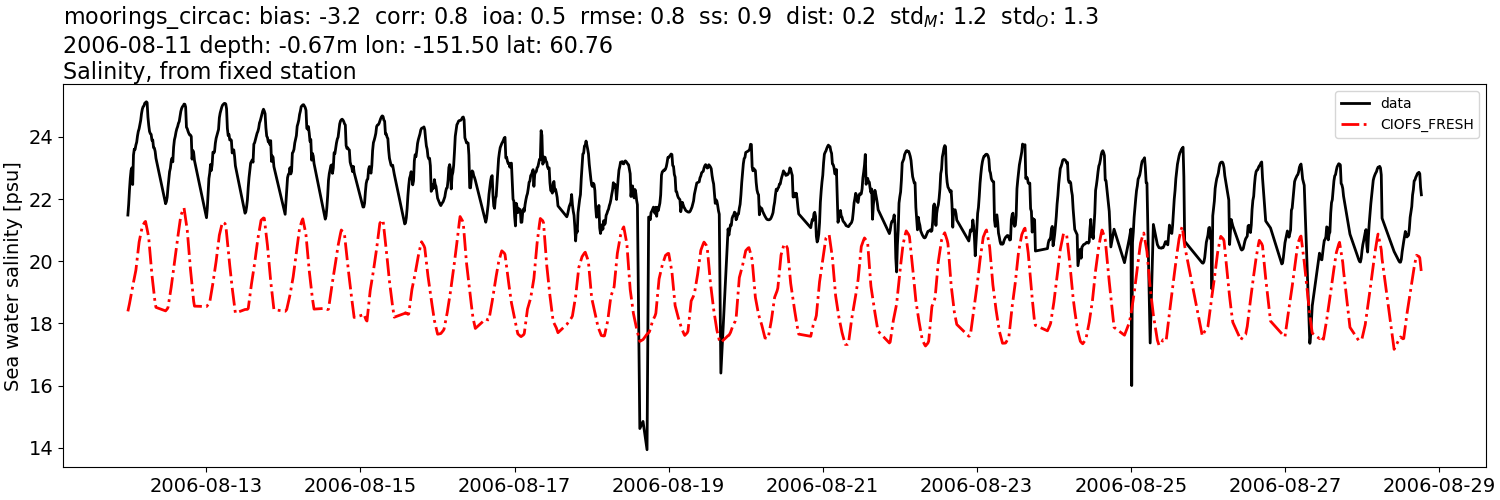 moorings_circac: bias: -3.2  corr: 0.8  ioa: 0.5  rmse: 0.8  ss: 0.9  dist: 0.2  std_M: 1.2  std_O: 1.3
2006-08-11 depth: -0.67m lon: -151.50 lat: 60.76
Salinity, from fixed station
data
CIOFS_FRESH
Sea water salinity [psu]
24
22
20
18
16
14
2006-08-13
2006-08-15
2006-08-17
2006-08-19
2006-08-21
2006-08-23
2006-08-25
2006-08-27
2006-08-29